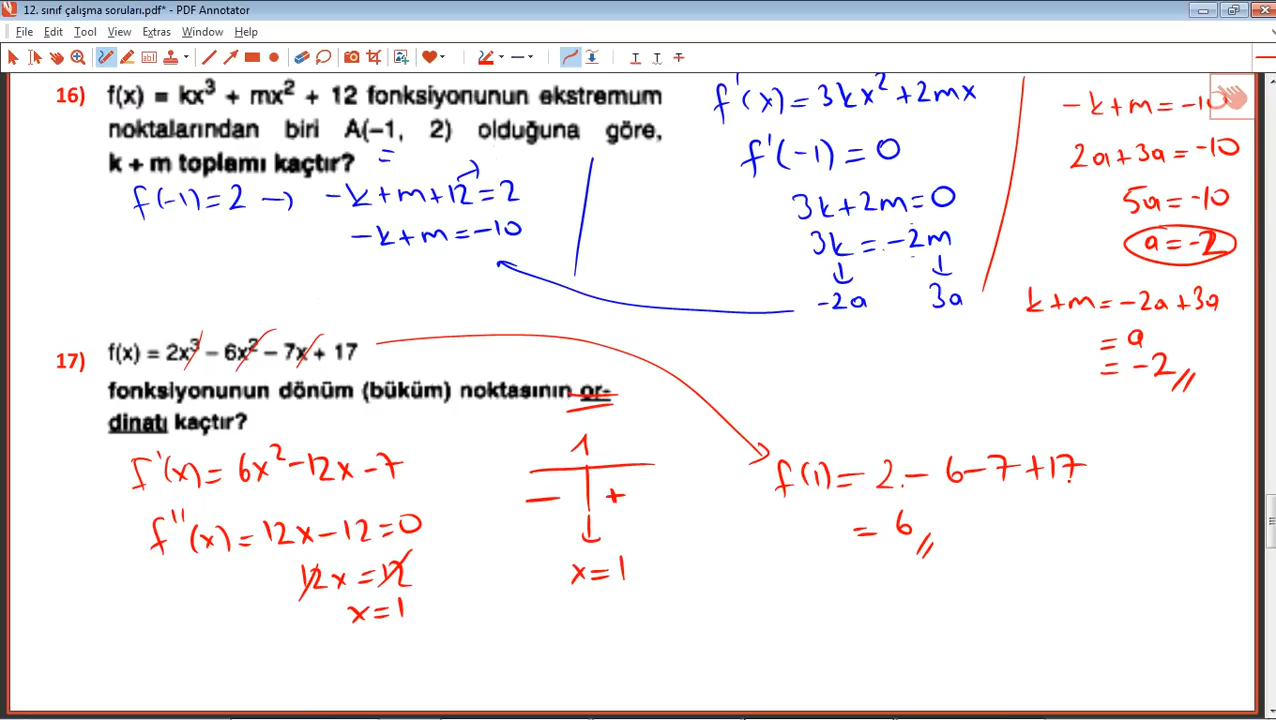 12. sınıf çalışma soruları.pdf* - PDF Annotator
File Edit Tool View Extras Window Help
16) f(x) = kx³ + mx² + 12 fonksiyonunun ekstremum
noktalarından biri A(−1, 2) olduğuna göre,
k + m toplamı kaçtır?
f(-1)=2 → -k+m+12=2
-k+m=-10
f'(x)=3kx²+2mx
f'(-1)=0
3k+2m=0
3k=-2m
↓ ↓
-2a 3a
-k+m=-10
2a+3a=-10
5a=-10
a=-2
k+m=-2a+3a
=a
=-2//
17) f(x) = 2x³ − 6x² − 7x + 17
fonksiyonunun dönüm (büküm) noktasının or-
dinatı kaçtır?
f'(x)=6x²-12x-7
f''(x)=12x-12=0
12x=12
x=1
1
- +
↓
x=1
f(1)=2.-6-7+17
=6//